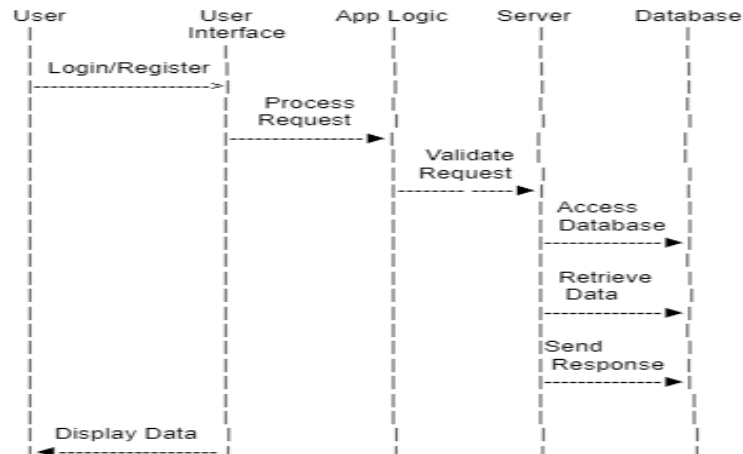 User
User
Interface
App Logic
Server
Database
Login/Register
Process
Request
Validate
Request
Access
Database
Retrieve
Data
Send
Response
Display Data